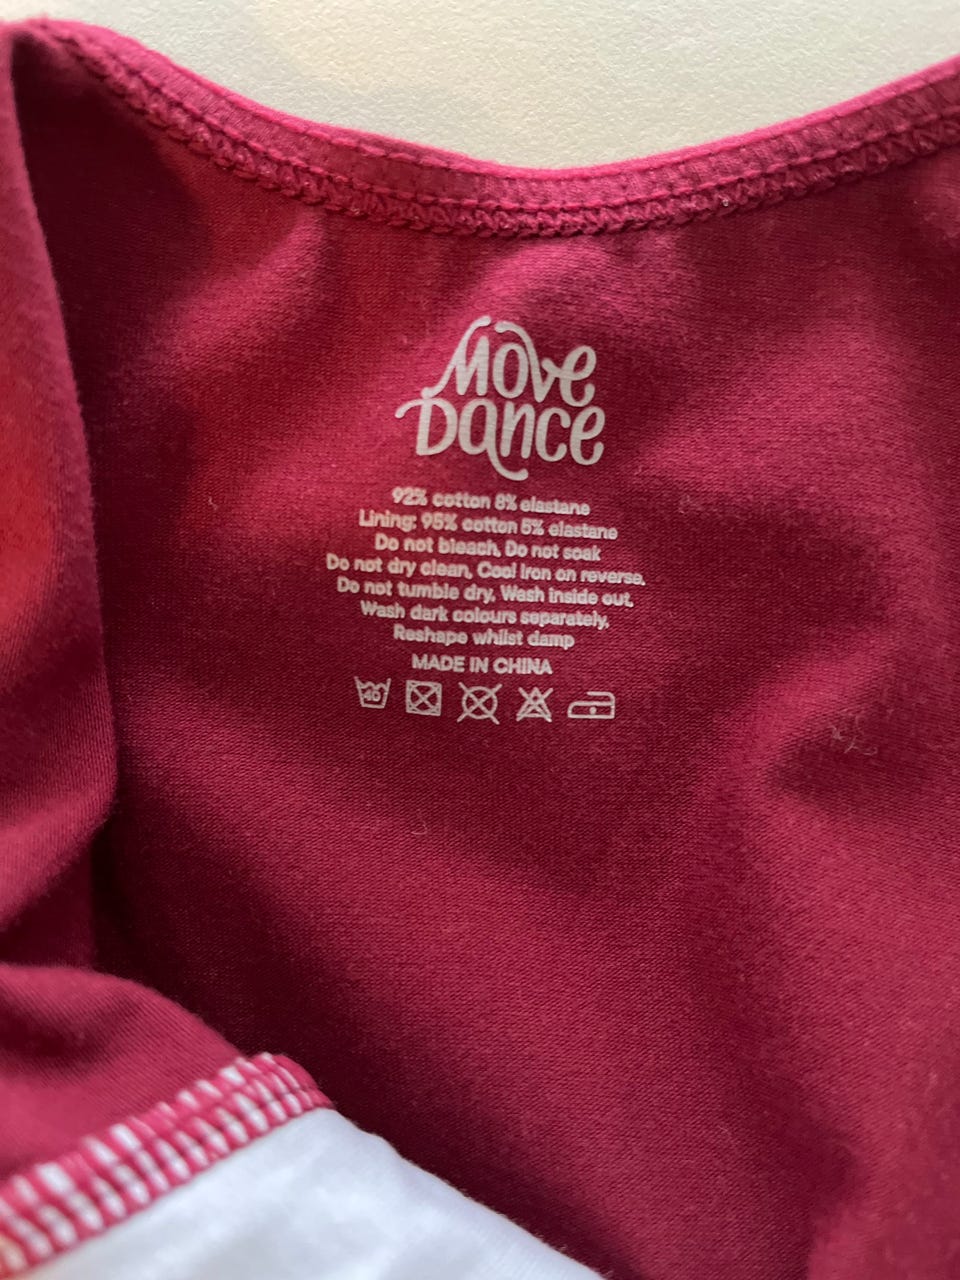 Move
Dance
92% cotton 8% elastane
Lining: 95% cotton 5% elastane
Do not bleach, Do not soak
Do not dry clean, Cool iron on reverse.
Do not tumble dry, Wash inside out,
Wash dark colours separately,
Reshape whilst damp
MADE IN CHINA
40